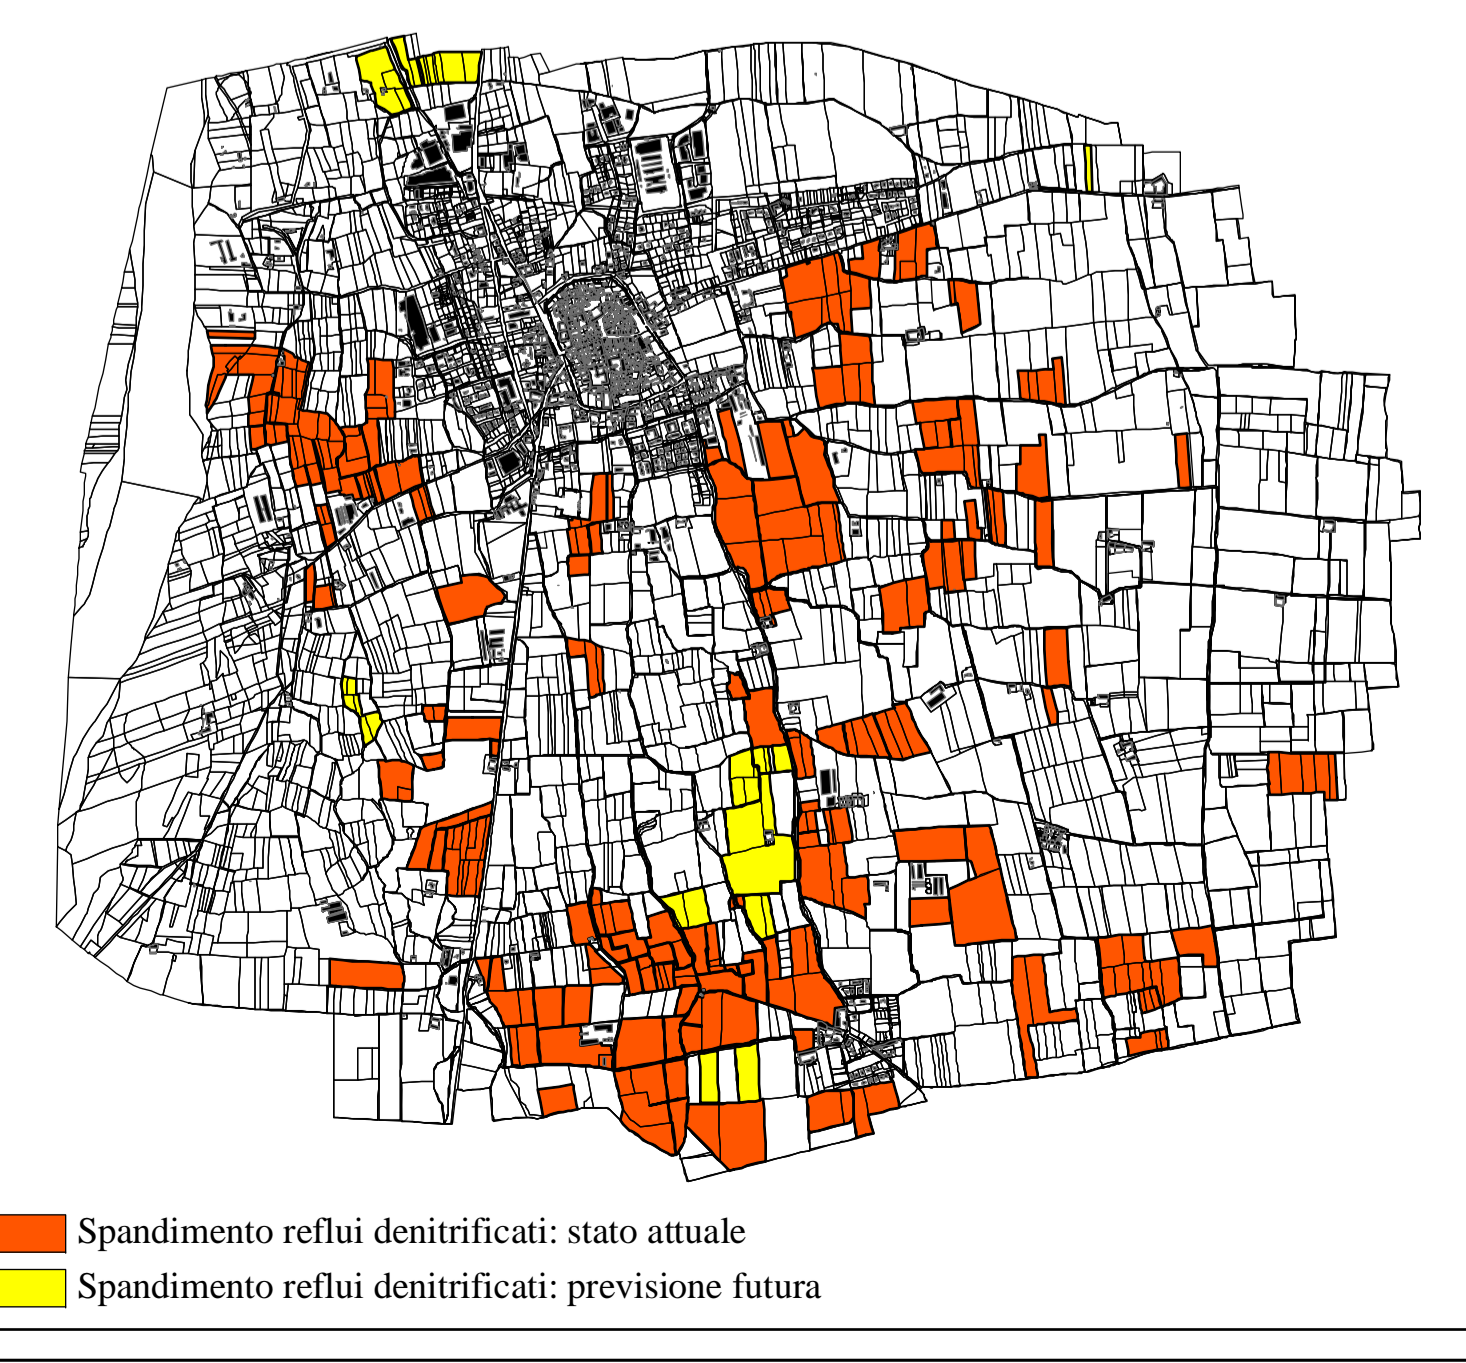 Spandimento reflui denitrificati: stato attuale
Spandimento reflui denitrificati: previsione futura